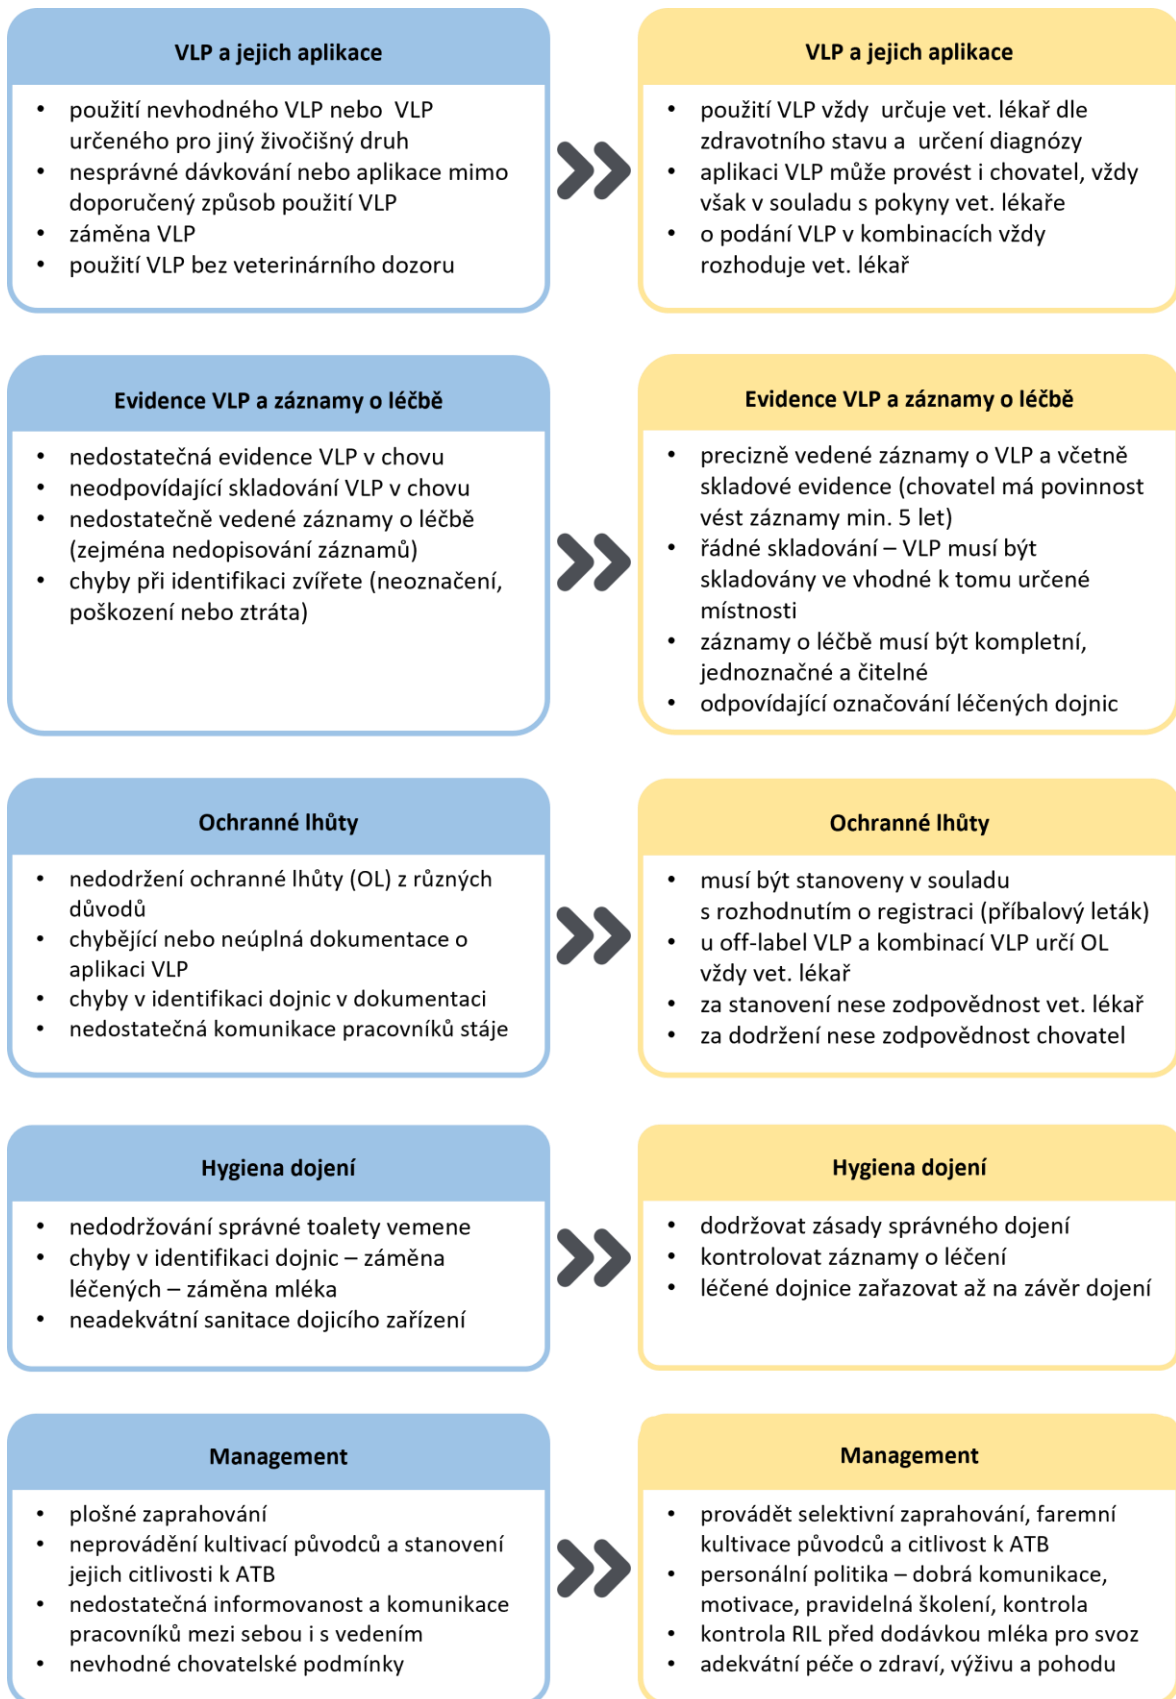 VLP a jejich aplikace
• použití nevhodného VLP nebo VLP
určeného pro jiný živočišný druh
• nesprávné dávkování nebo aplikace mimo
doporučený způsob použití VLP
• záměna VLP
• použití VLP bez veterinárního dozoru
VLP a jejich aplikace
• použití VLP vždy určuje vet. lékař dle
zdravotního stavu a určení diagnózy
• aplikaci VLP může provést i chovatel, vždy
však v souladu s pokyny vet. lékaře
• o podání VLP v kombinacích vždy
rozhoduje vet. lékař
Evidence VLP a záznamy o léčbě
• nedostatečná evidence VLP v chovu
• neodpovídající skladování VLP v chovu
• nedostatečně vedené záznamy o léčbě
(zejména nedopisování záznamů)
• chyby při identifikaci zvířete (neoznačení,
poškození nebo ztráta)
Evidence VLP a záznamy o léčbě
• precizně vedené záznamy o VLP a včetně
skladové evidence (chovatel má povinnost
vést záznamy min. 5 let)
• řádné skladování – VLP musí být
skladovány ve vhodné k tomu určené
místnosti
• záznamy o léčbě musí být kompletní,
jednoznačné a čitelné
• odpovídající označování léčených dojnic
Ochranné lhůty
• nedodržení ochranné lhůty (OL) z různých
důvodů
• chybějící nebo neúplná dokumentace o
aplikaci VLP
• chyby v identifikaci dojnic v dokumentaci
• nedostatečná komunikace pracovníků stáje
Ochranné lhůty
• musí být stanoveny v souladu
s rozhodnutím o registraci (příbalový leták)
• u off-label VLP a kombinací VLP určí OL
vždy vet. lékař
• za stanovení nese zodpovědnost vet. lékař
• za dodržení nese zodpovědnost chovatel
Hygiena dojení
• nedodržování správné toalety vemene
• chyby v identifikaci dojnic – záměna
léčených – záměna mléka
• neadekvátní sanitace dojicího zařízení
Hygiena dojení
• dodržovat zásady správného dojení
• kontrolovat záznamy o léčení
• léčené dojnice zařazovat až na závěr dojení
Management
• plošné zaprahování
• neprovádění kultivací původců a stanovení
jejich citlivosti k ATB
• nedostatečná informovanost a komunikace
pracovníků mezi sebou i s vedením
• nevhodné chovatelské podmínky
Management
• provádět selektivní zaprahování, faremní
kultivace původců a citlivost k ATB
• personální politika – dobrá komunikace,
motivace, pravidelná školení, kontrola
• kontrola RIL před dodávkou mléka pro svoz
• adekvátní péče o zdraví, výživu a pohodu